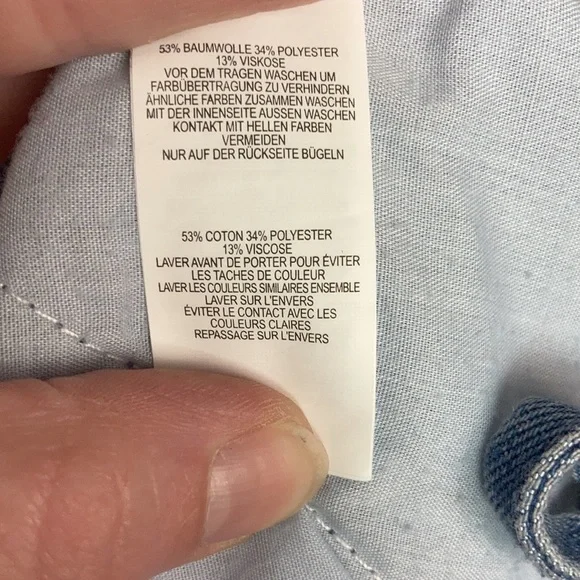 53% BAUMWOLLE 34% POLYESTER
13% VISKOSE
VOR DEM TRAGEN WASCHEN UM
FARBÜBERTRAGUNG ZU VERHINDERN
ÄHNLICHE FARBEN ZUSAMMEN WASCHEN
MIT DER INNENSEITE AUSSEN WASCHEN
KONTAKT MIT HELLEN FARBEN
VERMEIDEN
NUR AUF DER RÜCKSEITE BÜGELN
53% COTON 34% POLYESTER
13% VISCOSE
LAVER AVANT DE PORTER POUR ÉVITER
LES TACHES DE COULEUR
LAVER LES COULEURS SIMILAIRES ENSEMBLE
LAVER SUR L'ENVERS
ÉVITER LE CONTACT AVEC LES
COULEURS CLAIRES
REPASSAGE SUR L'ENVERS